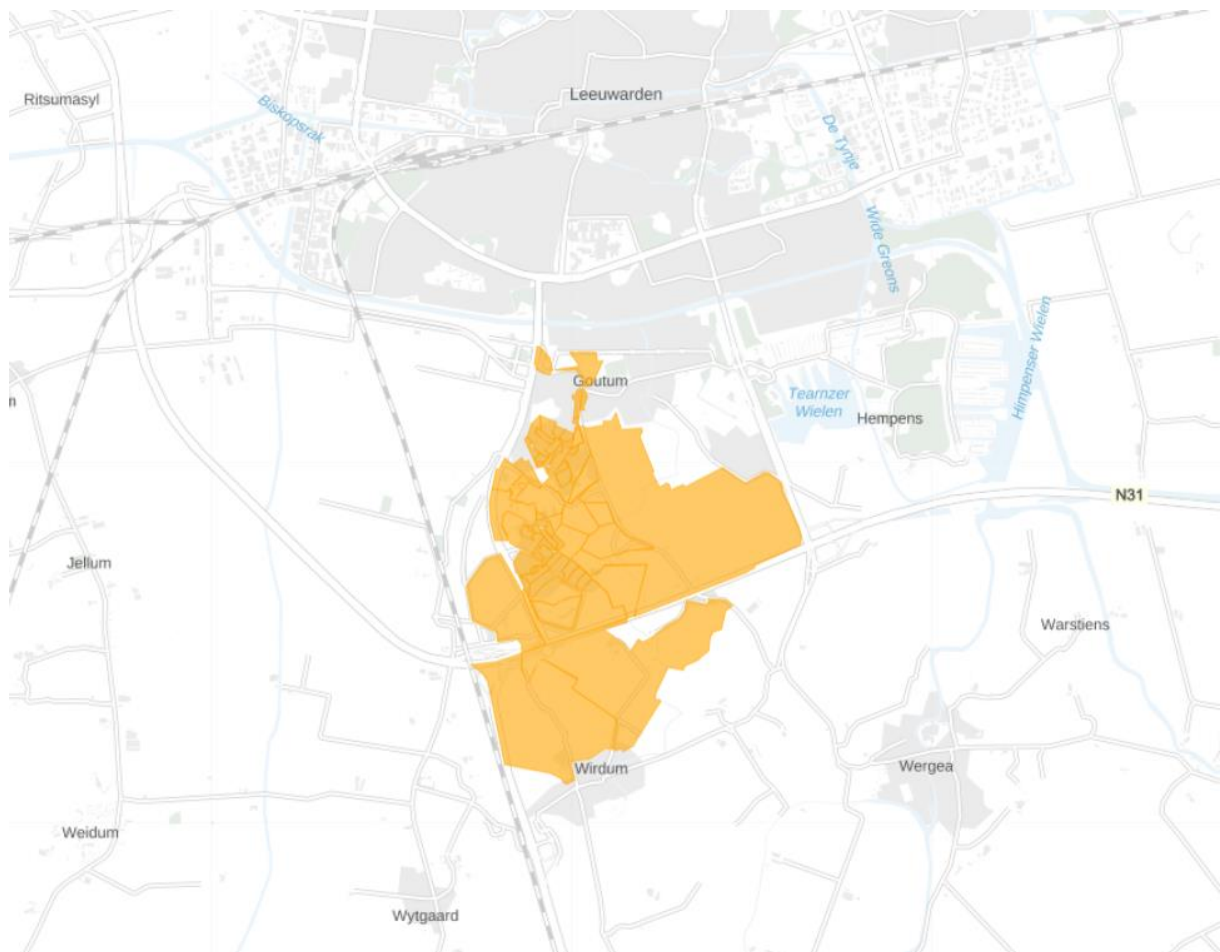 Leeuwarden
Ritsumasyl
Biskopsrak
De Tynje
Wide Greons
Himpenser Wielen
Goutum
Tearnzer
Wielen
Hempens
n
N31
Jellum
Warstiens
Wirdum
Wergea
Weidum
Wytgaard